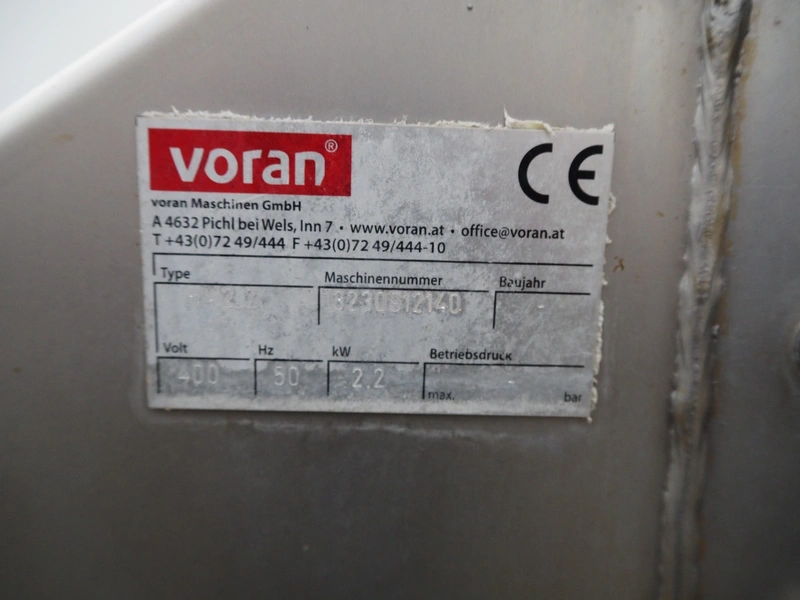 voran®
CE
voran Maschinen GmbH
A 4632 Pichl bei Wels, Inn 7 • www.voran.at • office@voran.at
T +43(0)72 49/444 F +43(0)72 49/444-10
Type Maschinennummer Baujahr
-
Volt Hz kW Betriebsdruck
400 50 2.2
max. bar